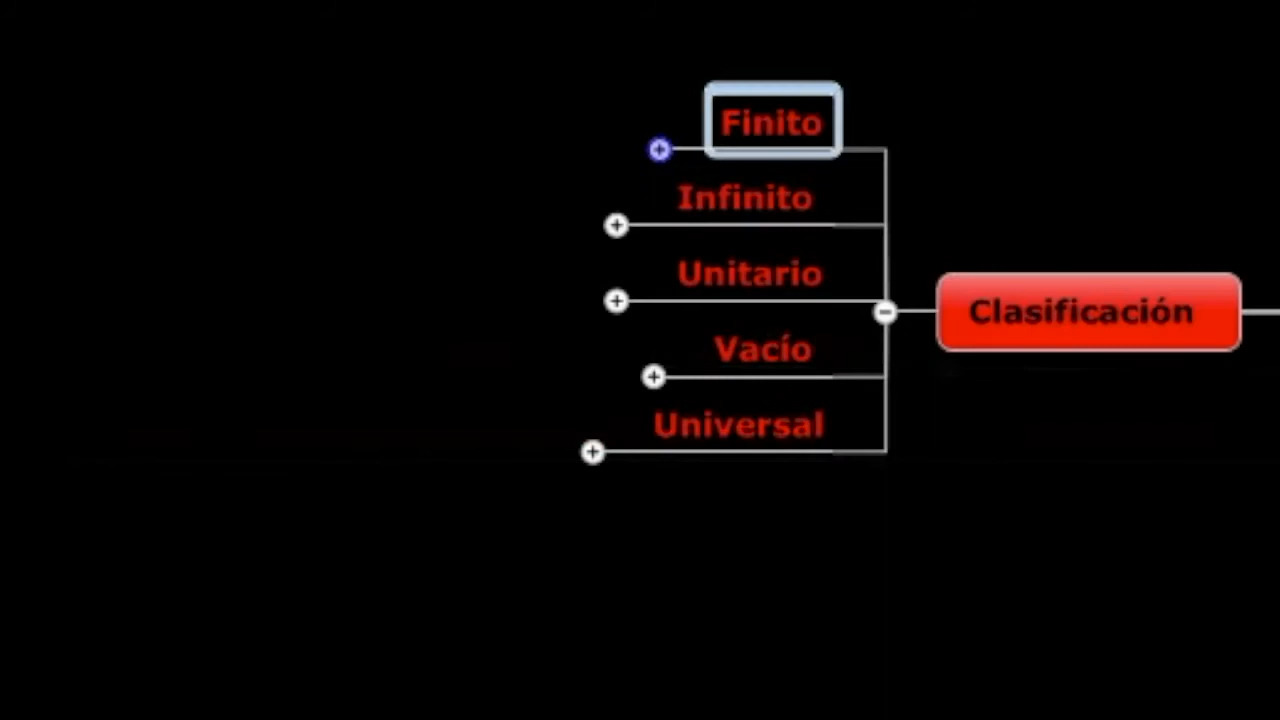 Finito
Infinito
Unitario
Vacío
Universal
Clasificación